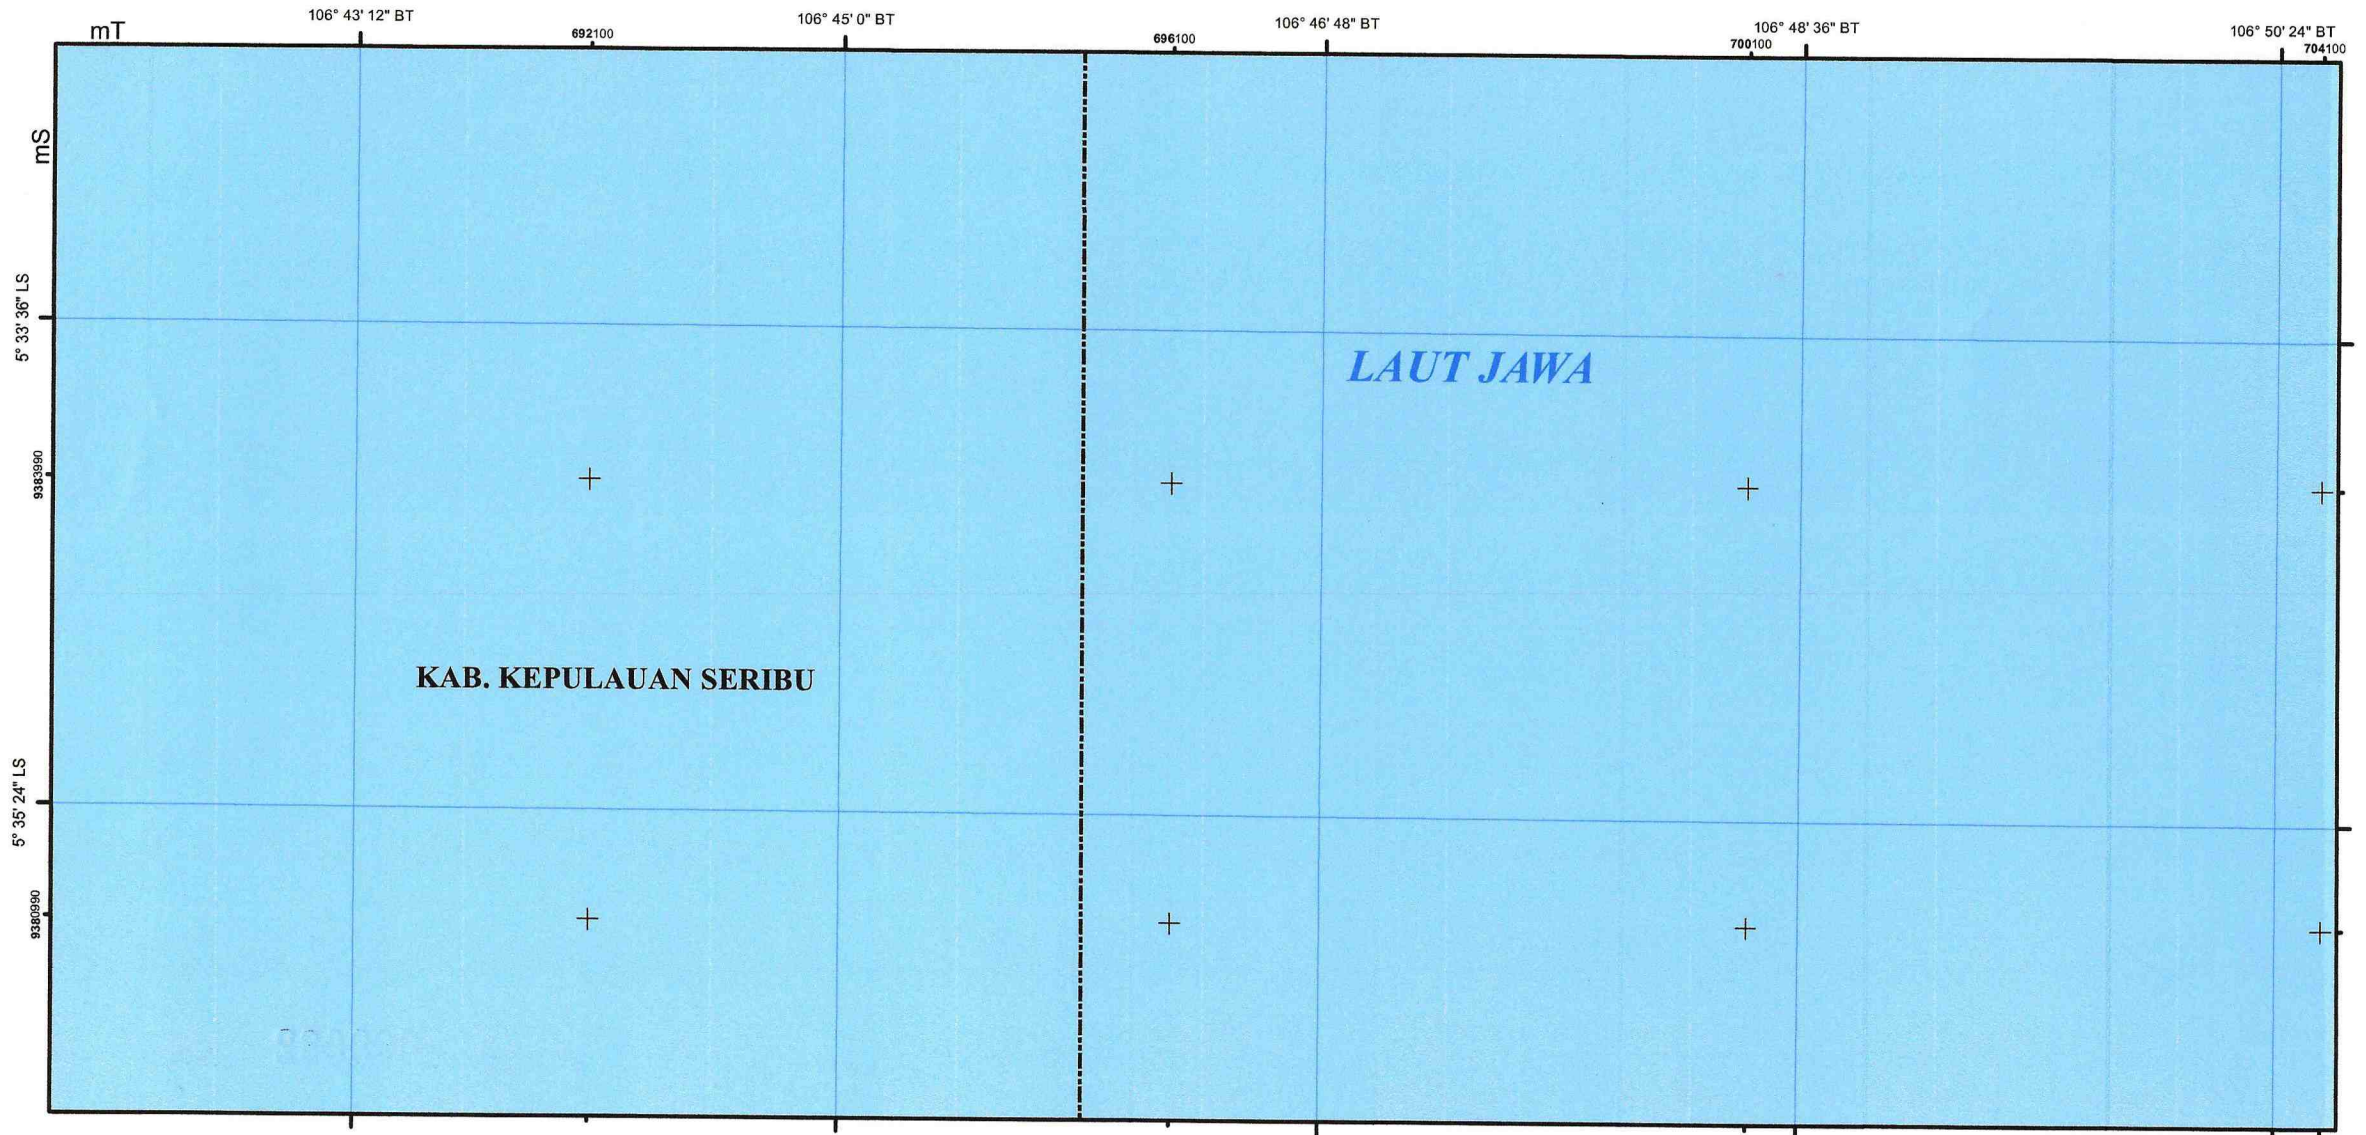 106° 43' 12" BT
106° 45' 0" BT
106° 46' 48" BT
106° 48' 36" BT
106° 50' 24" BT
mT
692100
696100
700100
704100
mS
5° 33' 36" LS
LAUT JAWA
9383990
KAB. KEPULAUAN SERIBU
5° 35' 24" LS
9380990